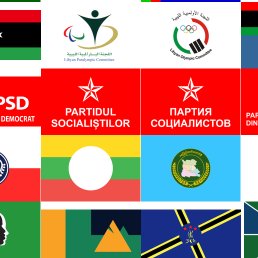 اللجنة البارالمبية الليبية
Libyan Paralympic Committee
اللجنة الأولمبية الليبية
Libyan Olympic Committee
PSD
DEMOCRAT
PARTIDUL
SOCIALIȘTILOR
ПАРТИЯ
СОЦИАЛИСТОВ
PAR
DIN